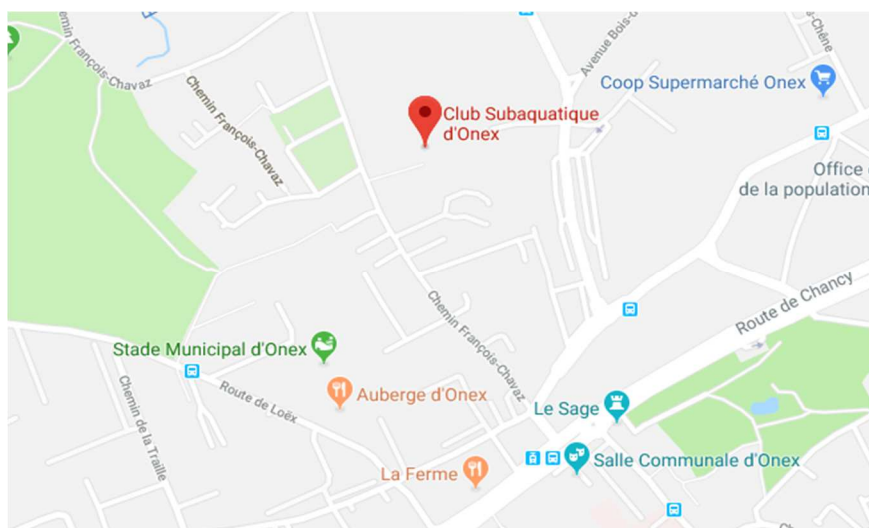 Chemin François-Chavaz
Chemin François-Chavaz
Avenue Bois-
-Chêne
Coop Supermarché Onex
Club Subaquatique
d'Onex
Office
de la population
Route de Chancy
Chemin François-Chavaz
Stade Municipal d'Onex
Auberge d'Onex
Route de Loëx
Chemin de la Traille
Le Sage
La Ferme
Salle Communale d'Onex